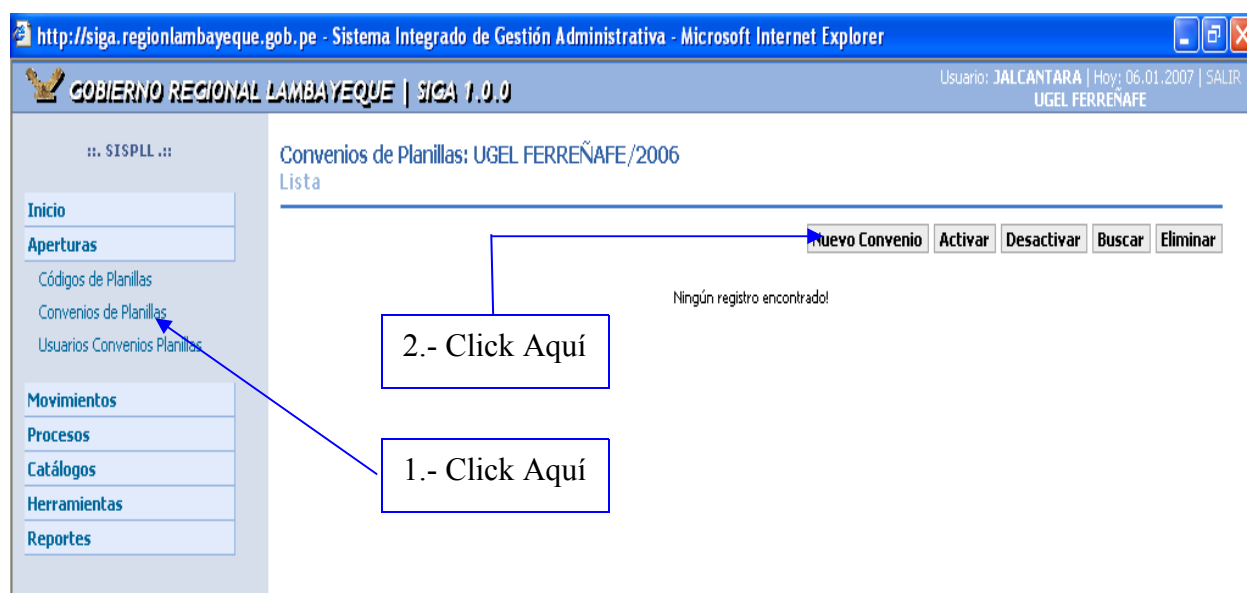 http://siga.regionlambayeque.gob.pe - Sistema Integrado de Gestión Administrativa - Microsoft Internet Explorer
GOBIERNO REGIONAL LAMBAYEQUE | SIGA 1.0.0
Usuario: JALCANTARA | Hoy: 06.01.2007 | SALIR
UGEL FERREÑAFE
::. SISPLL .::
Inicio
Aperturas
Códigos de Planillas
Convenios de Planillas
Usuarios Convenios Planillas
Movimientos
Procesos
Catálogos
Herramientas
Reportes
Convenios de Planillas: UGEL FERREÑAFE/2006
Lista
Nuevo Convenio Activar Desactivar Buscar Eliminar
Ningún registro encontrado!
2.- Click Aquí
1.- Click Aquí